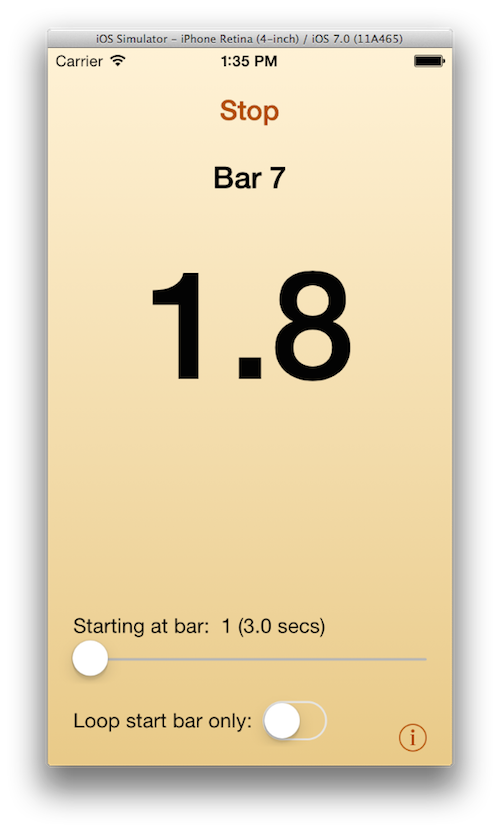 iOS Simulator – iPhone Retina (4-inch) / iOS 7.0 (11A465)
Carrier 1:35 PM
Stop
Bar 7
1.8
Starting at bar: 1 (3.0 secs)
Loop start bar only:
i